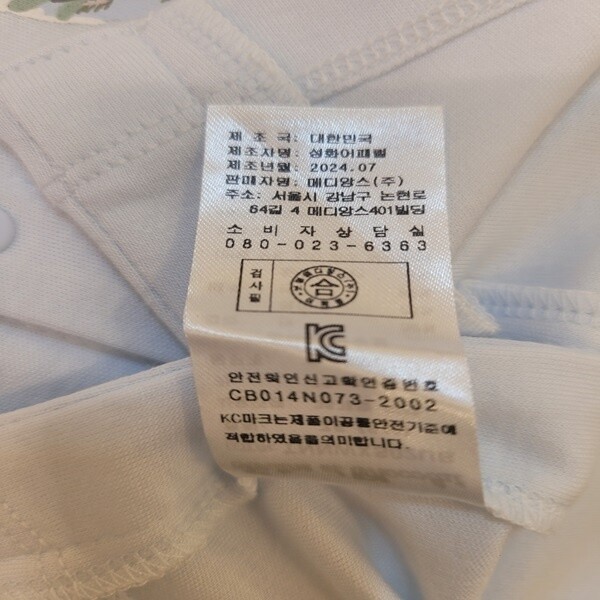 제 조 국: 대한민국
제조자명: 성화어패럴
제조년월: 2024.07
판매자명: 메디앙스(주)
주소: 서울시 강남구 논현로
64길 4 메디앙스401빌딩
소 비 자 상 담 실
080-023-6363
검사필
합
KC
안전확인신고확인증번호
CB014N073-2002
KC마크는제품이공통안전기준에
적합하였음을의미합니다.